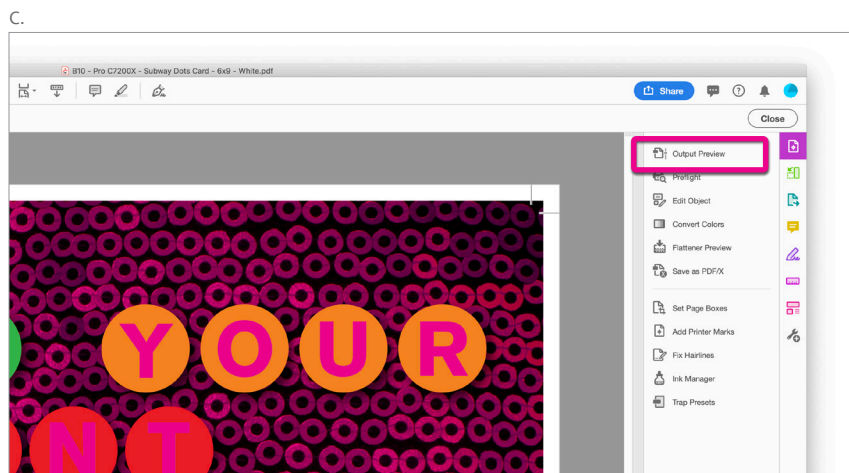 C.
B10 - Pro C7200X - Subway Dots Card - 6x9 - White.pdf
Share
Close
Output Preview
Preflight
Edit Object
Convert Colors
Flattener Preview
Save as PDF/X
Set Page Boxes
Add Printer Marks
Fix Hairlines
Ink Manager
Trap Presets
YOUR
NT